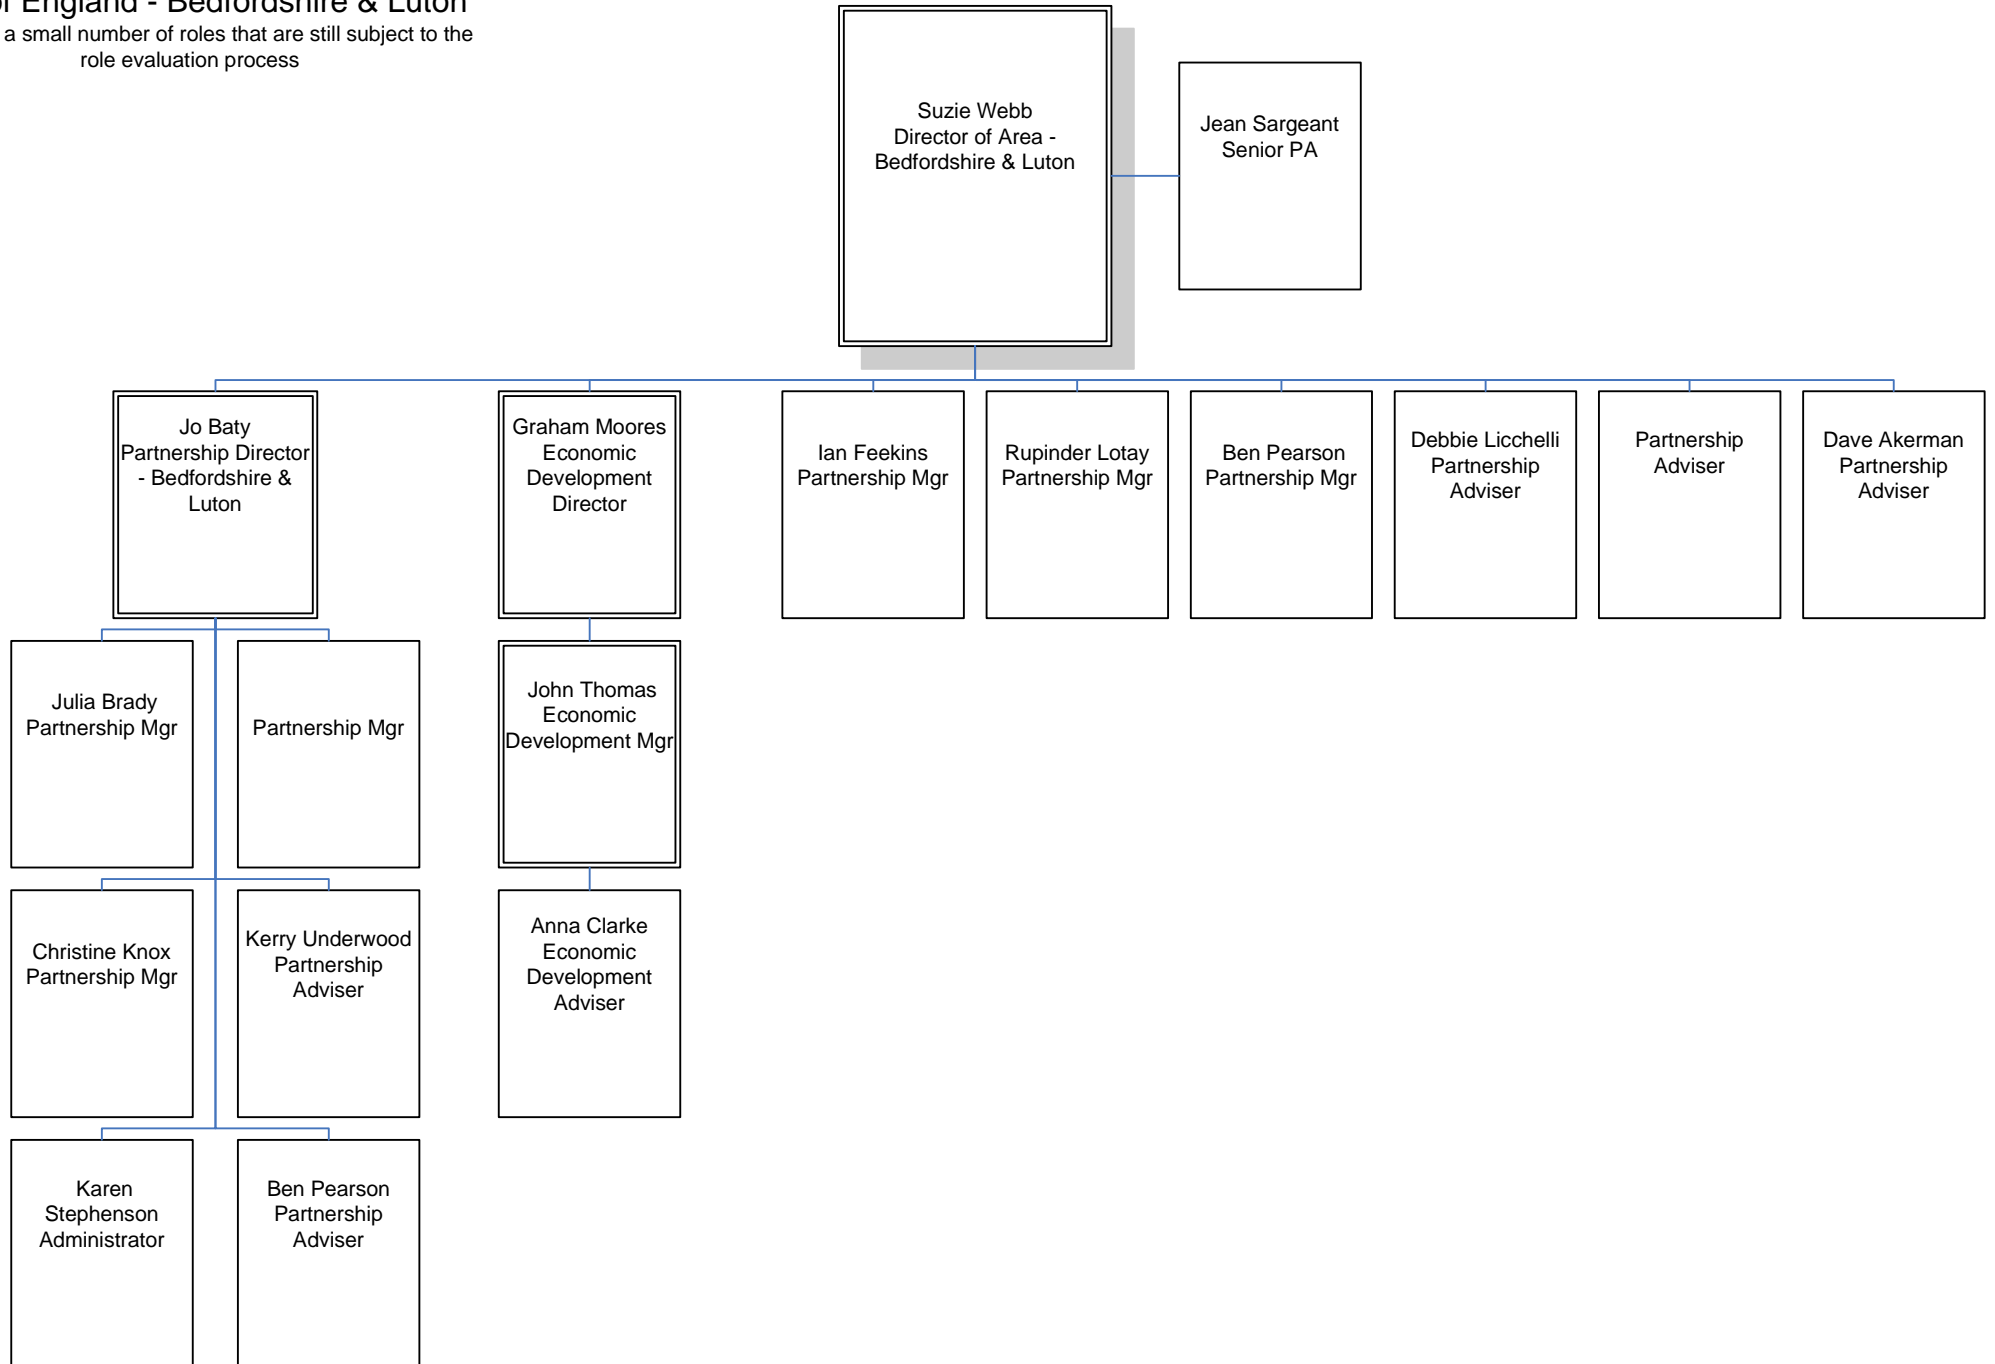 of England - Bedfordshire & Luton
a small number of roles that are still subject to the
role evaluation process
Suzie Webb
Director of Area -
Bedfordshire & Luton
Jean Sargeant
Senior PA
Jo Baty
Partnership Director
- Bedfordshire &
Luton
Graham Moores
Economic
Development
Director
Ian Feekins
Partnership Mgr
Rupinder Lotay
Partnership Mgr
Ben Pearson
Partnership Mgr
Debbie Licchelli
Partnership
Adviser
Partnership
Adviser
Dave Akerman
Partnership
Adviser
Julia Brady
Partnership Mgr
Partnership Mgr
John Thomas
Economic
Development Mgr
Christine Knox
Partnership Mgr
Kerry Underwood
Partnership
Adviser
Anna Clarke
Economic
Development
Adviser
Karen
Stephenson
Administrator
Ben Pearson
Partnership
Adviser